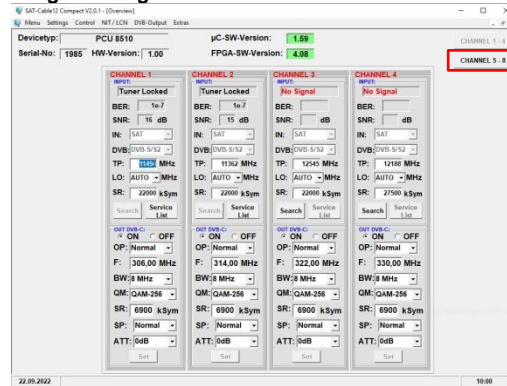 SAT-Cable12 Compact V2.0.1 - [Overview]
Menu Settings Control NIT / LCN DVB-Output Extras
Devicetyp: PCU 8510 µC-SW-Version: 1.59
Serial-No: 1985 HW-Version: 1.00 FPGA-SW-Version: 4.08
CHANNEL 1 - 4
CHANNEL 5 - 8
CHANNEL 1 CHANNEL 2 CHANNEL 3 CHANNEL 4
INPUT: INPUT: INPUT: INPUT:
Tuner Locked Tuner Locked No Signal No Signal
BER: 1e-7 BER: 1e-7 BER: BER:
SNR: 16 dB SNR: 15 dB SNR: dB SNR: dB
IN: SAT IN: SAT IN: SAT IN: SAT
DVB: DVB-S/S2 DVB: DVB-S/S2 DVB: DVB-S/S2 DVB: DVB-S/S2
TP: MHz TP: 11362 MHz TP: 12545 MHz TP: 12188 MHz
LO: AUTO MHz LO: AUTO MHz LO: AUTO MHz LO: AUTO MHz
SR: 22000 kSym SR: 22000 kSym SR: 22000 kSym SR: 27500 kSym
Search Service List Search Service List Search Service List Search Service List
OUT DVB-C: OUT DVB-C: OUT DVB-C: OUT DVB-C:
ON OFF ON OFF ON OFF ON OFF
OP: Normal OP: Normal OP: Normal OP: Normal
F: 306,00 MHz F: 314,00 MHz F: 322,00 MHz F: 330,00 MHz
BW: 8 MHz BW: 8 MHz BW: 8 MHz BW: 8 MHz
QM: QAM-256 QM: QAM-256 QM: QAM-256 QM: QAM-256
SR: 6900 kSym SR: 6900 kSym SR: 6900 kSym SR: 6900 kSym
SP: Normal SP: Normal SP: Normal SP: Normal
ATT: 0dB ATT: 0dB ATT: 0dB ATT: 0dB
Set Set Set Set
22.09.2022 10:00